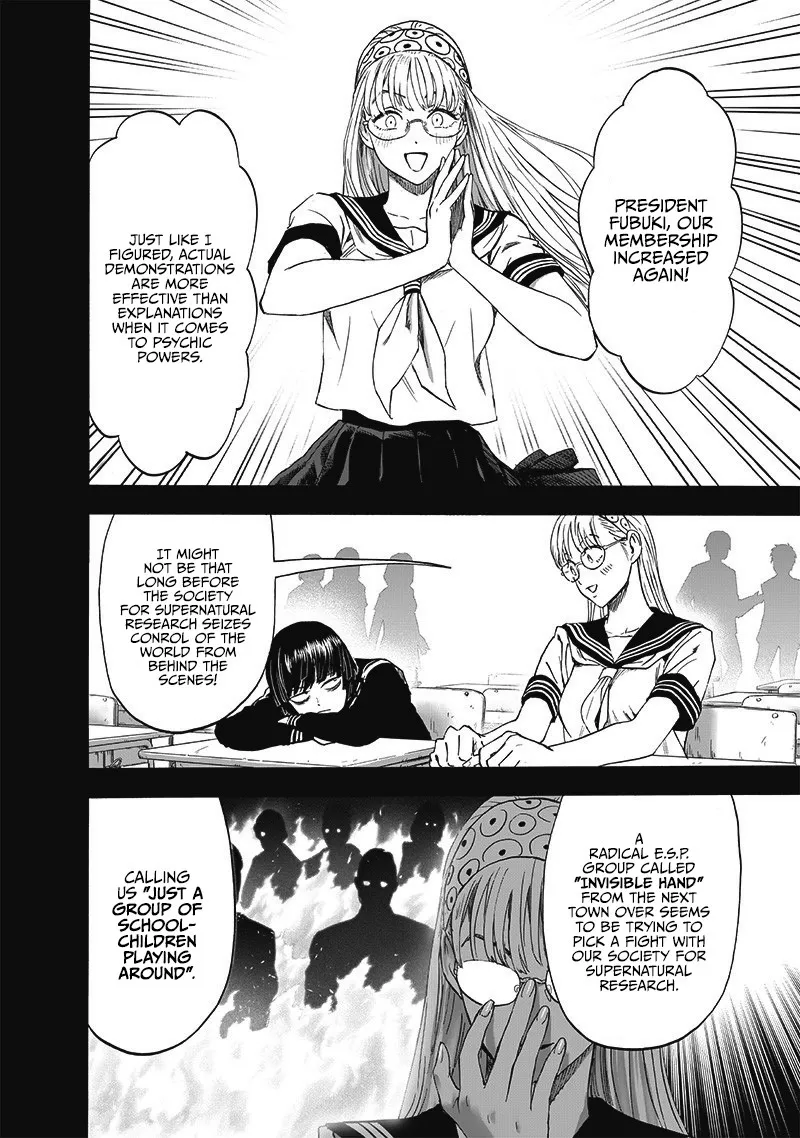 PRESIDENT
FUBUKI, OUR
MEMBERSHIP
INCREASED
AGAIN!
JUST LIKE I
FIGURED, ACTUAL
DEMONSTRATIONS
ARE MORE
EFFECTIVE THAN
EXPLANATIONS
WHEN IT COMES
TO PSYCHIC
POWERS.
IT MIGHT
NOT BE THAT
LONG BEFORE
THE SOCIETY
FOR SUPERNATURAL
RESEARCH SEIZES
CONROL OF THE
WORLD FROM
BEHIND THE
SCENES!
A
RADICAL E.S.P.
GROUP CALLED
"INVISIBLE HAND"
FROM THE NEXT
TOWN OVER SEEMS
TO BE TRYING TO
PICK A FIGHT WITH
OUR SOCIETY FOR
SUPERNATURAL
RESEARCH.
CALLING
US "JUST A
GROUP OF
SCHOOL-
CHILDREN
PLAYING
AROUND".